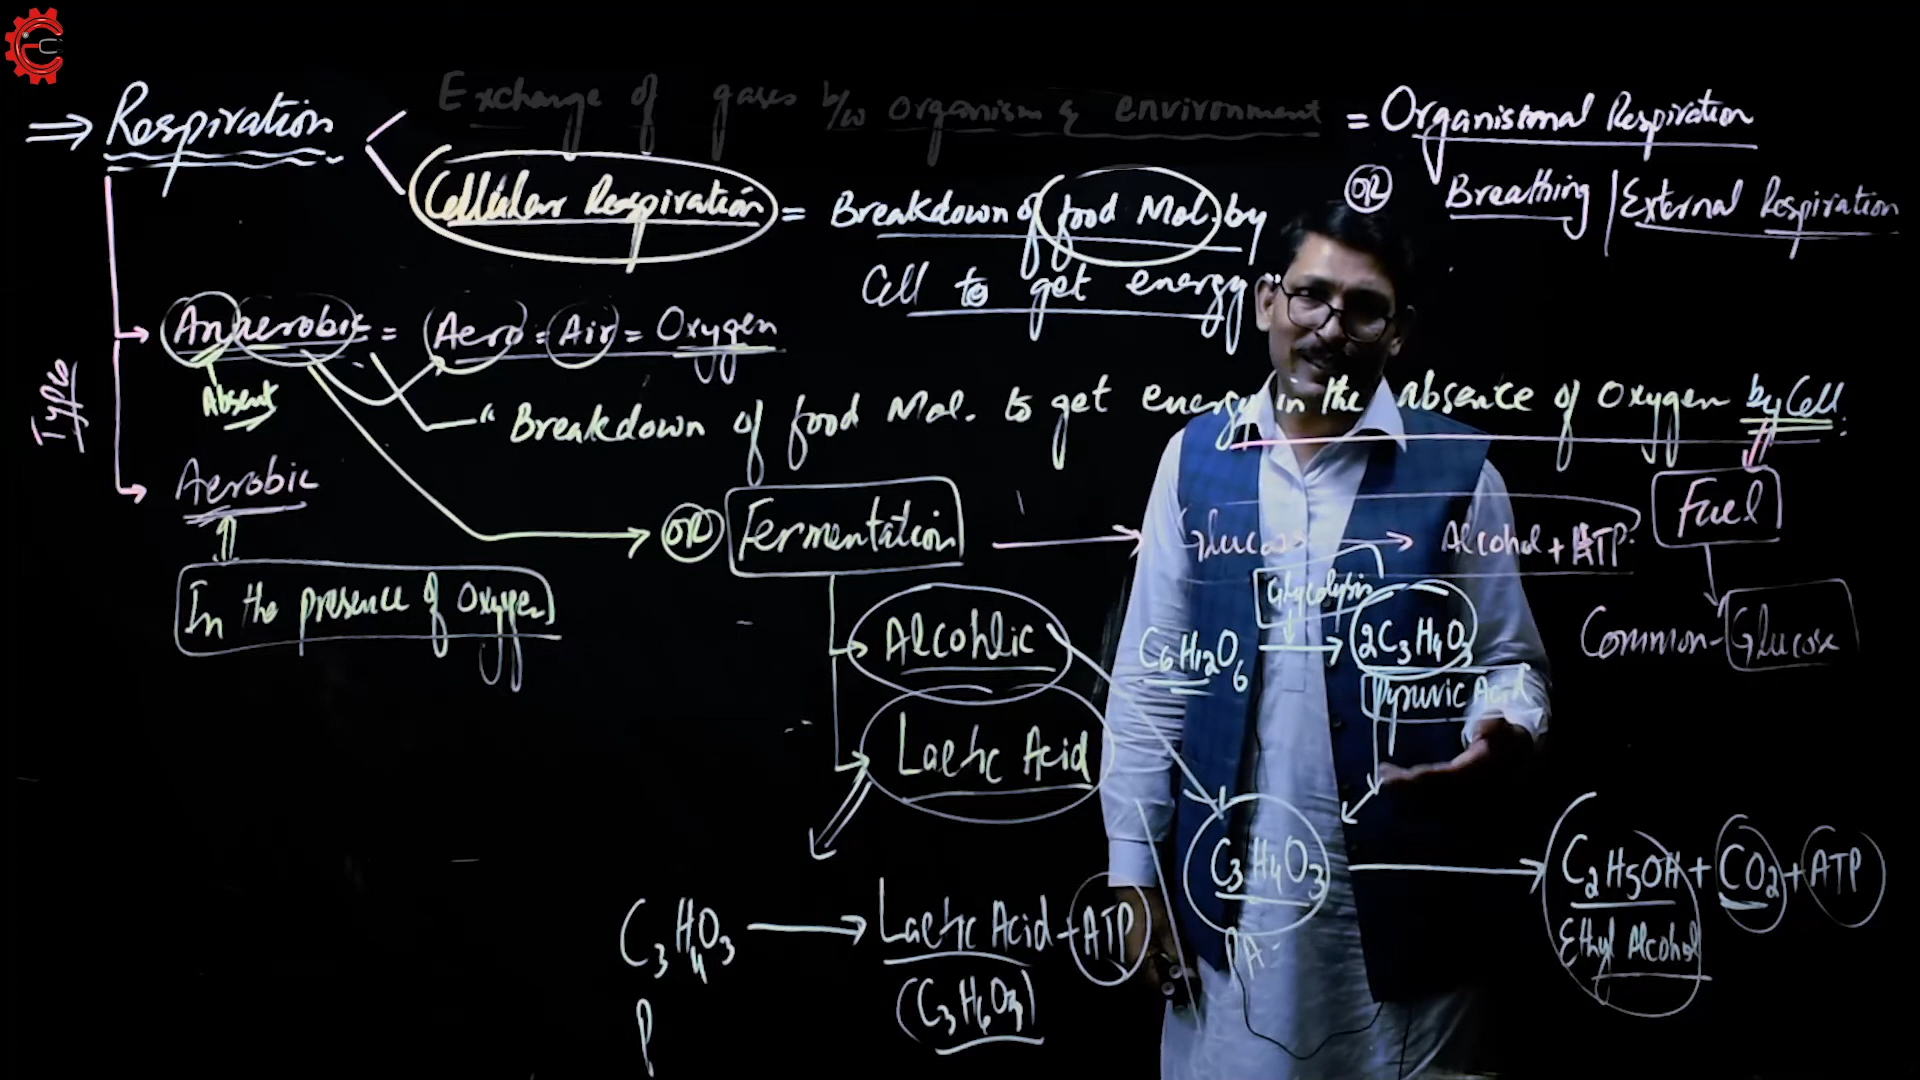 ⇒ Respiration
Exchange of gases b/w organism & environment = Organismal Respiration
OR Breathing / External Respiration
Cellular Respiration = Breakdown of food Mol. by
Cell to get energy"
Types
Anaerobic = Aero = Air = Oxygen
Absent
"Breakdown of food Mol. to get energy in the absence of oxygen by Cell.
Aerobic
In the presence of Oxygen
OR Fermentation → Glucose → Alcohol + ATP
Fuel
Common - Glucose
Glycolysis
Alcohlic
C6H12O6 → 2C3H4O3
Pyruvic Acid
Lactic Acid
C3H4O3 → C2H5OH + CO2 + ATP
P.A.
Ethyl Alcohol
C3H4O3 → Lactic Acid + ATP
(C3H6O3)
P